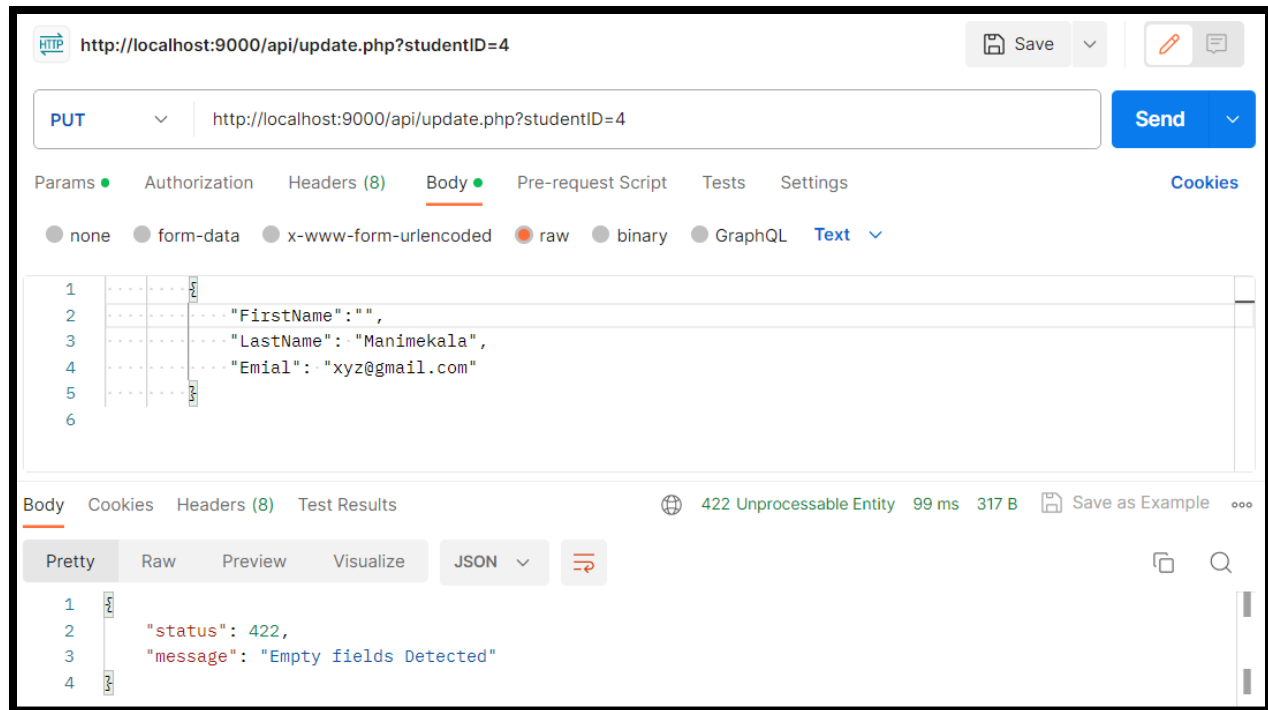 HTTP http://localhost:9000/api/update.php?studentID=4 Save
PUT http://localhost:9000/api/update.php?studentID=4 Send
Params Authorization Headers (8) Body Pre-request Script Tests Settings Cookies
none form-data x-www-form-urlencoded raw binary GraphQL Text
1 {
2 "FirstName":"",
3 "LastName": "Manimekala",
4 "Emial": "xyz@gmail.com"
5 }
6
Body Cookies Headers (8) Test Results 422 Unprocessable Entity 99 ms 317 B Save as Example
Pretty Raw Preview Visualize JSON
1 {
2 "status": 422,
3 "message": "Empty fields Detected"
4 }